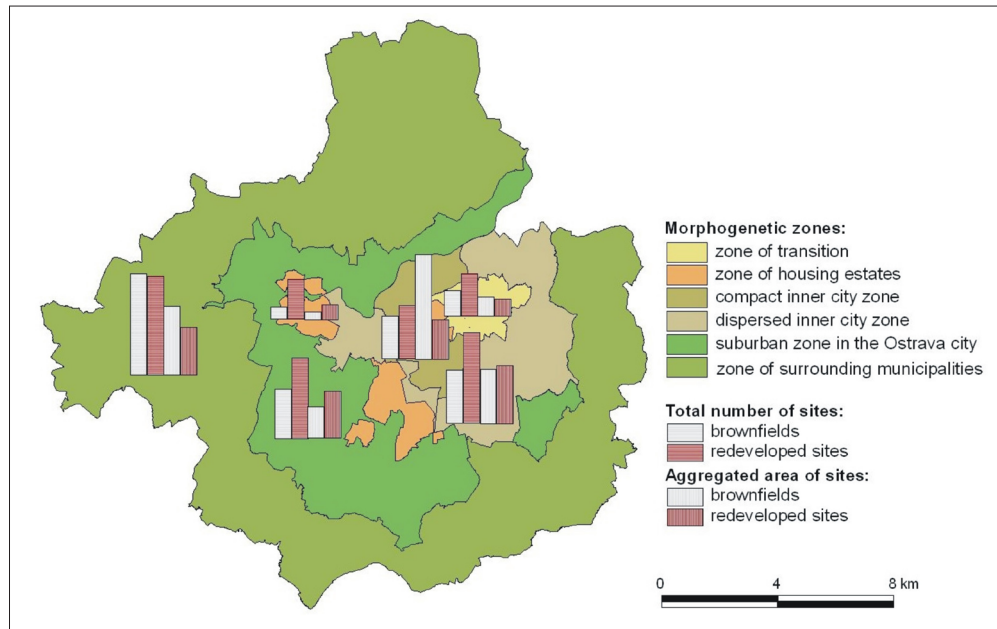 Morphogenetic zones:
zone of transition
zone of housing estates
compact inner city zone
dispersed inner city zone
suburban zone in the Ostrava city
zone of surrounding municipalities
Total number of sites:
brownfields
redeveloped sites
Aggregated area of sites:
brownfields
redeveloped sites
0 4 8 km